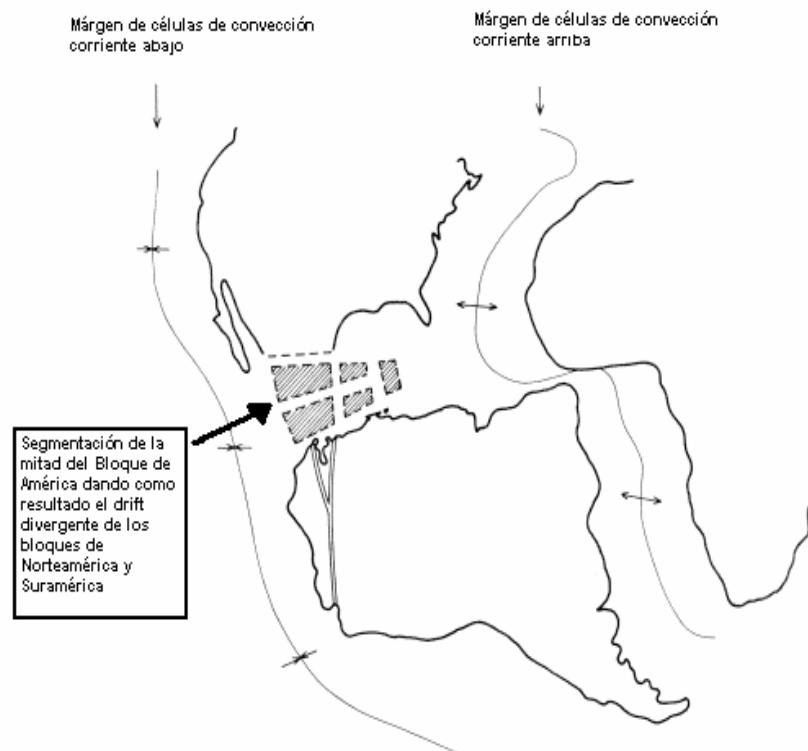 Márgen de células de convección
corriente abajo
Márgen de células de convección
corriente arriba
Segmentación de la
mitad del Bloque de
América dando como
resultado el drift
divergente de los
bloques de
Norteamérica y
Suramérica